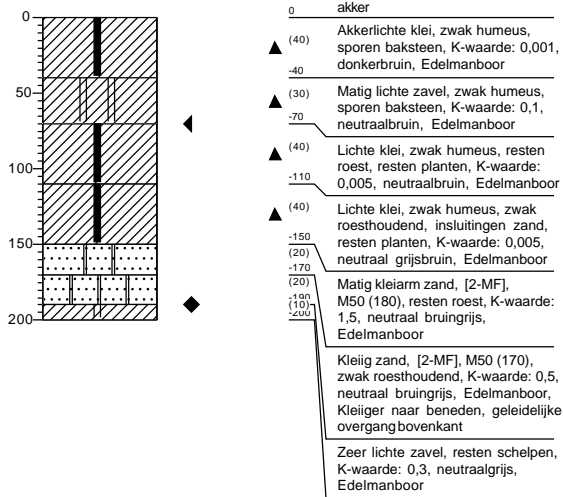 0
50
100
150
200
0
akker
(40)
Akkerlichte klei, zwak humeus,
sporen baksteen, K-waarde: 0,001,
donkerbruin, Edelmanboor
-40
(30)
Matig lichte zavel, zwak humeus,
sporen baksteen, K-waarde: 0,1,
neutraalbruin, Edelmanboor
-70
(40)
Lichte klei, zwak humeus, resten
roest, resten planten, K-waarde:
0,005, neutraalbruin, Edelmanboor
-110
(40)
Lichte klei, zwak humeus, zwak
roesthoudend, insluitingen zand,
resten planten, K-waarde: 0,005,
neutraal grijsbruin, Edelmanboor
-150
(20)
-170
Matig kleiarm zand, [2-MF],
M50 (180), resten roest, K-waarde:
1,5, neutraal bruingrijs,
Edelmanboor
(20)
-190
(10)
-200
Kleiig zand, [2-MF], M50 (170),
zwak roesthoudend, K-waarde: 0,5,
neutraal bruingrijs, Edelmanboor,
Kleiiger naar beneden, geleidelijke
overgang bovenkant
Zeer lichte zavel, resten schelpen,
K-waarde: 0,3, neutraalgrijs,
Edelmanboor